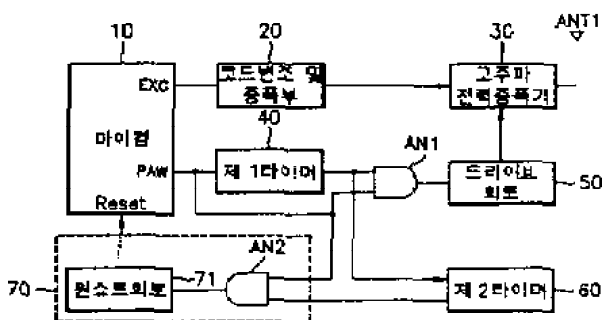 10
20
30
ANT1
EXC
코드변조 및
증폭부
고주파
전력증폭기
마이컴
40
AN1
PAW
제 1타이머
드라이브
회로
50
Reset
AN2
70
원쇼트회로
71
제 2타이머
60